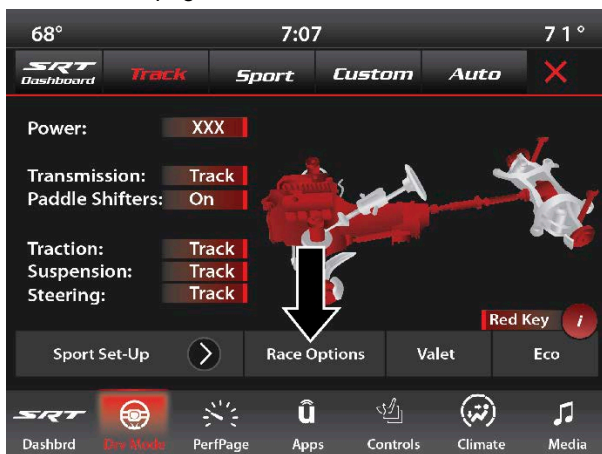 68° 7:07 71°
SRT Dashboard Track Sport Custom Auto X
Power: XXX
Transmission: Track
Paddle Shifters: On
Traction: Track
Suspension: Track
Steering: Track
Red Key i
Sport Set-Up Race Options Valet Eco
SRT
Dashbrd Drv Mode PerfPage Apps Controls Climate Media